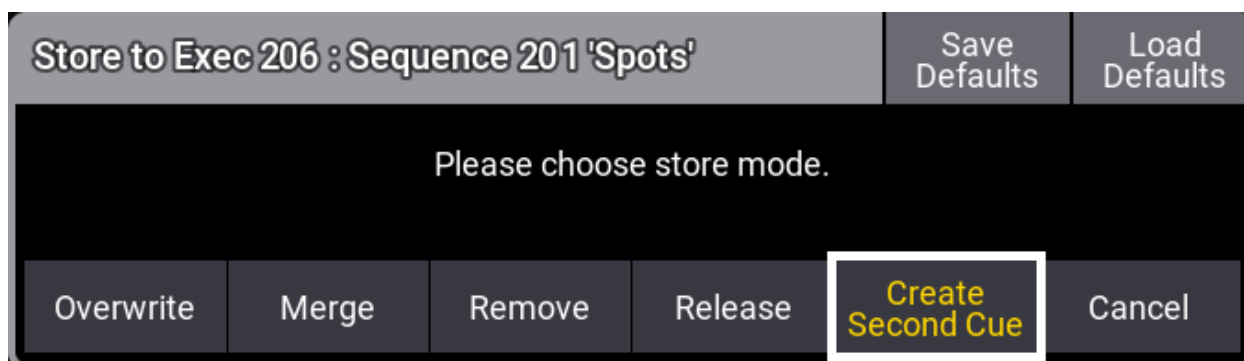 Store to Exec 206 : Sequence 201 'Spots'
Save
Defaults
Load
Defaults
Please choose store mode.
Overwrite
Merge
Remove
Release
Create
Second Cue
Cancel